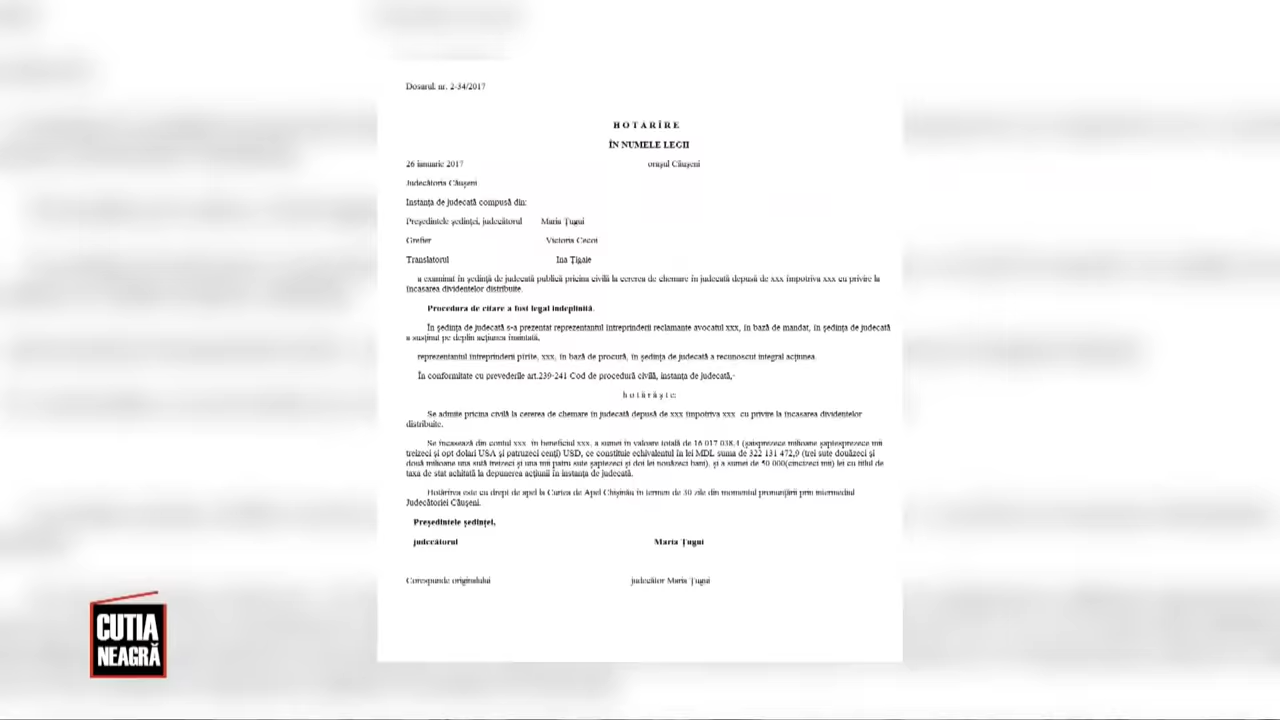 Dosarul. nr. 2-34/2017
H O T A R Î R E
ÎN NUMELE LEGII
26 ianuarie 2017 orașul Căușeni
Judecătoria Căușeni
Instanța de judecată compusă din:
Președintele ședinței, judecătorul Maria Țugui
Grefier Victoria Cecoi
Translatorul Ina Țigaie
a examinat în ședință de judecată publică pricina civilă la cererea de chemare în judecată depusă de xxx împotriva xxx cu privire la
încasarea dividentelor distribuite.
Procedura de citare a fost legal îndeplinită.
În ședința de judecată s-a prezentat reprezentantul întreprinderii reclamante avocatul xxx, în bază de mandat, în ședința de judecată
a susținut pe deplin acțiunea înaintată,
reprezentantul întreprinderii pîrîte, xxx, în bază de procură, în ședința de judecată a recunoscut integral acțiunea.
În conformitate cu prevederile art.239-241 Cod de procedură civilă, instanța de judecată,-
h o t ă r ă ș t e:
Se admite pricina civilă la cererea de chemare în judecată depusă de xxx împotriva xxx cu privire la încasarea dividentelor
distribuite.
Se încasează din contul xxx în beneficiul xxx, a sumei în valoare totală de 16 017 038,4 (șaisprezece milioane șaptesprezece mii
treizeci și opt dolari USA și patruzeci cenți) USD, ce constituie echivalentul în lei MDL suma de 322 131 472,9 (trei sute douăzeci și
două milioane una sută treizeci și una mii patru sute șaptezeci și doi lei nouăzeci bani), și a sumei de 50 000(cincizeci mii) lei cu titlul de
taxa de stat achitată la depunerea acțiunii în instanța de judecată.
Hotărîrea este cu drept de apel la Curtea de Apel Chișinău în termen de 30 zile din momentul pronunțării prin intermediul
Judecătoriei Căușeni.
Președintele ședinței,
judecătorul Maria Țugui
Corespunde originalului judecător Maria Țugui
CUTIA
NEAGRĂ